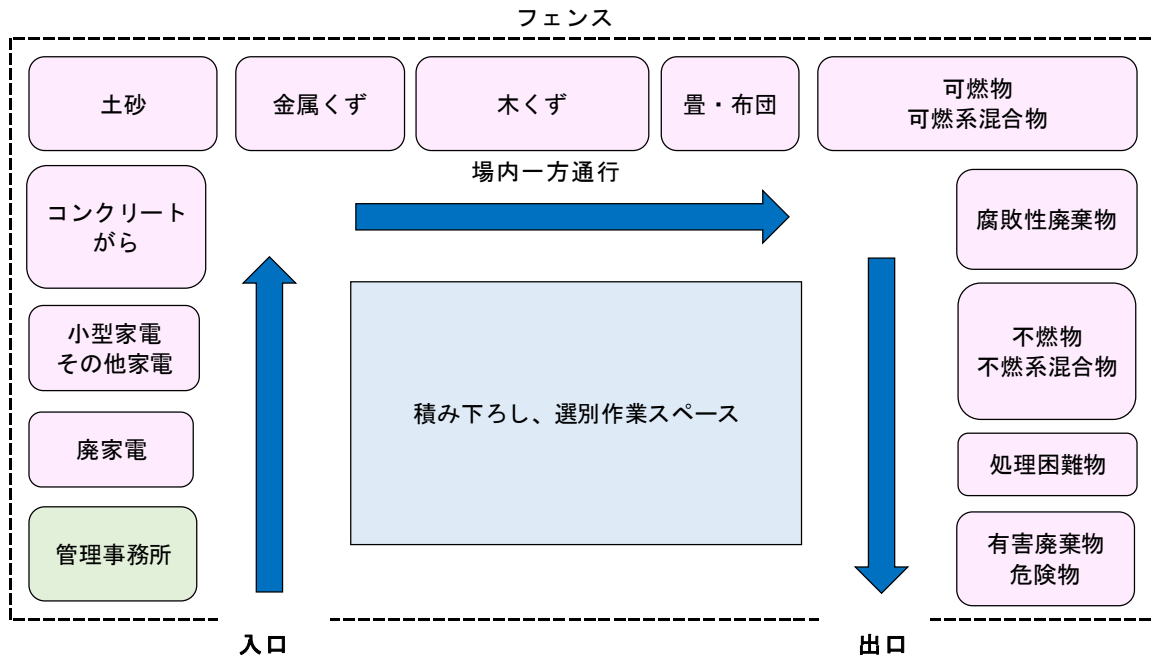 フェンス
土砂
金属くず
木くず
畳・布団
可燃物
可燃系混合物
場内一方通行
コンクリート
がら
腐敗性廃棄物
小型家電
その他家電
不燃物
不燃系混合物
積み下ろし、選別作業スペース
廃家電
処理困難物
管理事務所
有害廃棄物
危険物
入口
出口